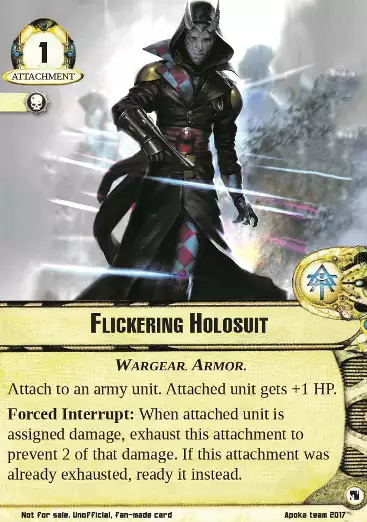 1
ATTACHMENT
FLICKERING HOLOSUIT
WARGEAR. ARMOR.
Attach to an army unit. Attached unit gets +1 HP.
Forced Interrupt: When attached unit is
assigned damage, exhaust this attachment to
prevent 2 of that damage. If this attachment was
already exhausted, ready it instead.
Not for sale. Unofficial, fan-made card
Apoka team 2017